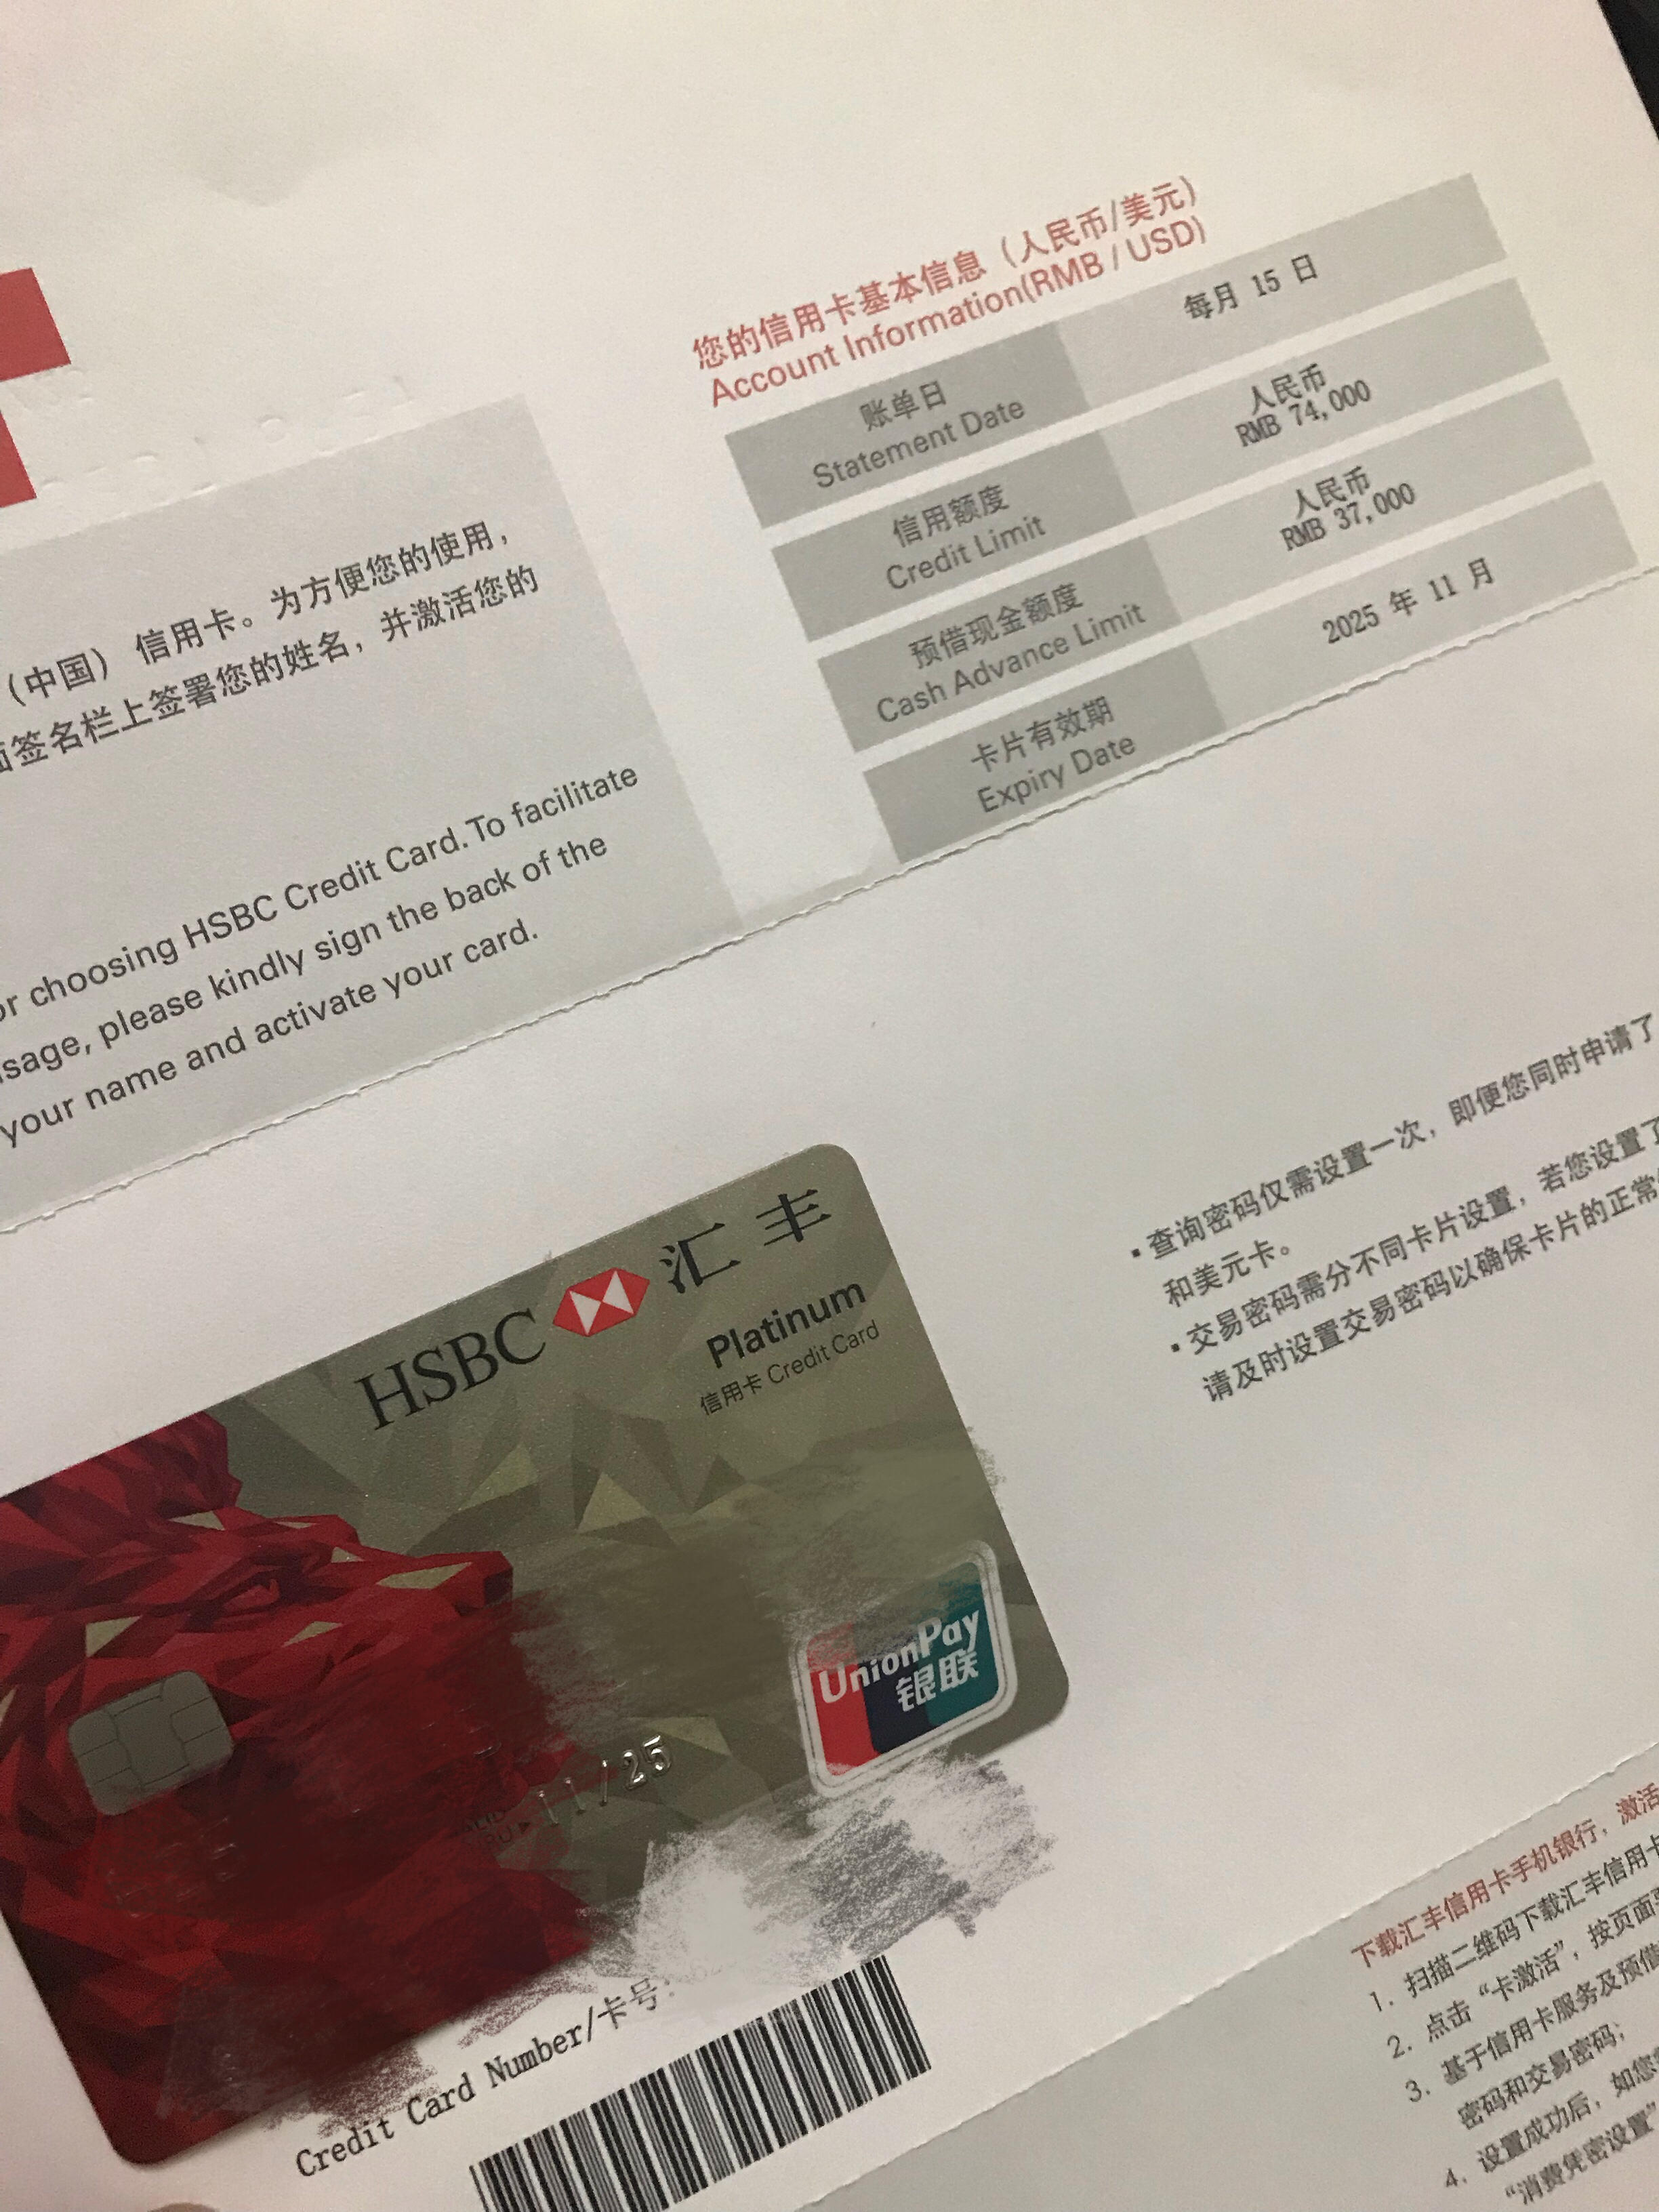 您的信用卡基本信息（人民币/美元）
Account Information(RMB / USD)
账单日
Statement Date
每月 15 日
信用额度
Credit Limit
人民币
RMB 74,000
预借现金额度
Cash Advance Limit
人民币
RMB 37,000
卡片有效期
Expiry Date
2025 年 11 月
（中国） 信用卡。为方便您的使用，
签名栏上签署您的姓名，并激活您的
choosing HSBC Credit Card. To facilitate
sage, please kindly sign the back of the
your name and activate your card.
▪ 查询密码仅需设置一次，即便您同时申请了
和美元卡。
▪ 交易密码需分不同卡片设置，若您设置了
请及时设置交易密码以确保卡片的正常
HSBC 汇丰
Platinum
信用卡 Credit Card
UnionPay
银联
11/25
Credit Card Number/卡号:
下载汇丰信用卡手机银行，激活
1. 扫描二维码下载汇丰信用卡
2. 点击“卡激活”，按页面
3. 基于信用卡服务及预借
密码和交易密码；
4. 设置成功后，如您
“消费凭密设置”